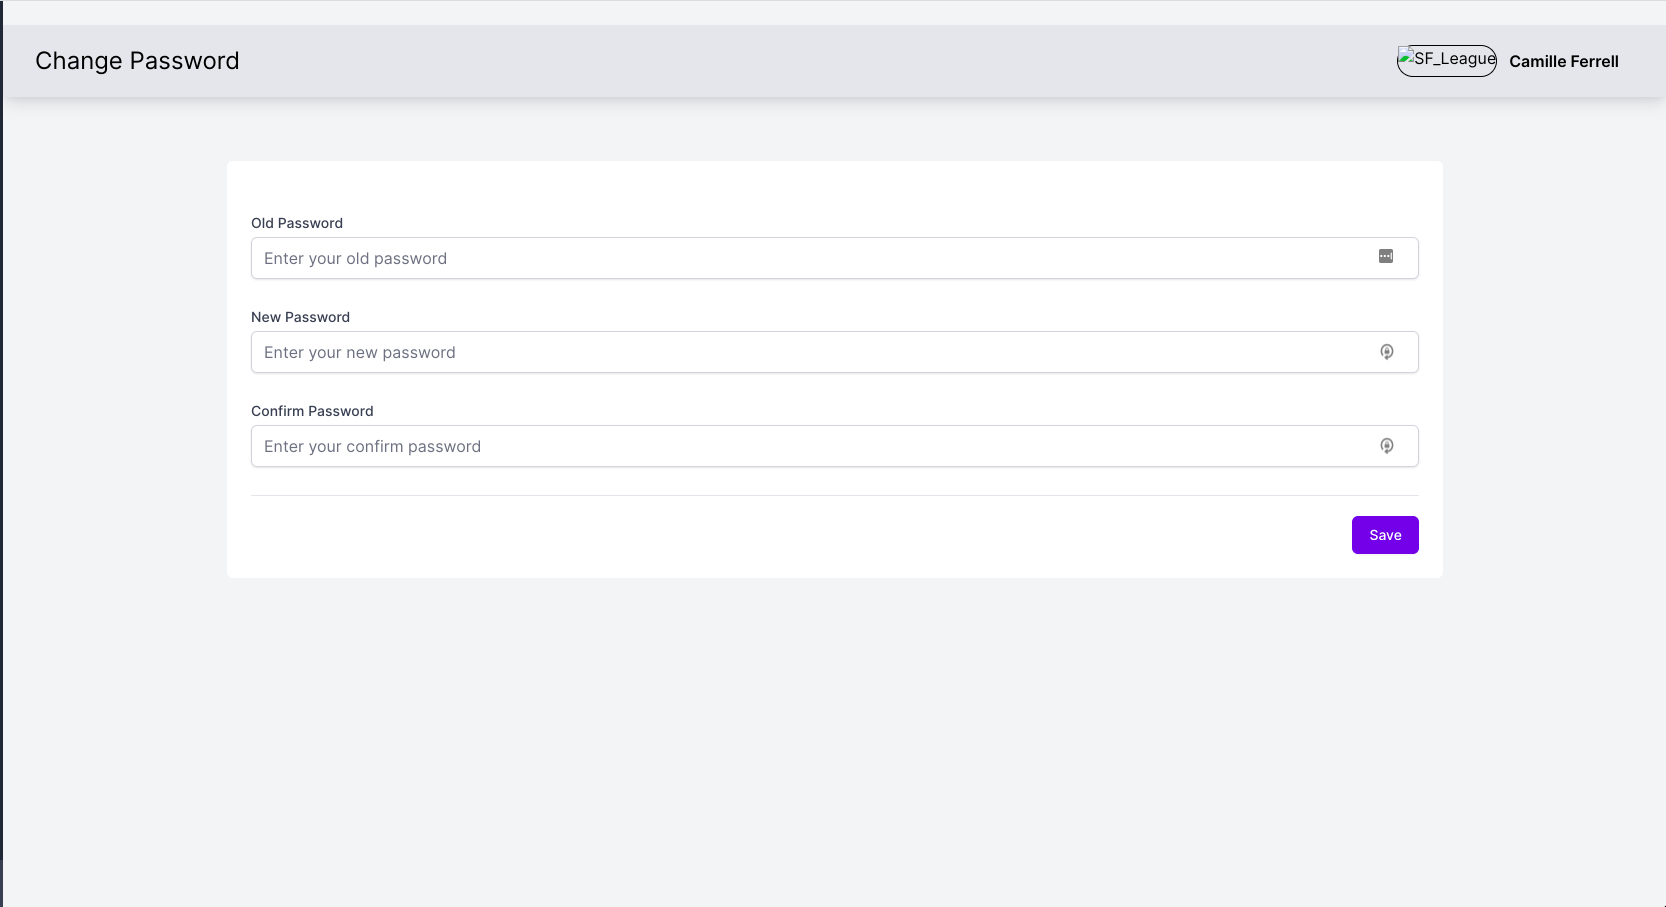 Change Password
SF_League
Camille Ferrell
Old Password
Enter your old password
New Password
Enter your new password
Confirm Password
Enter your confirm password
Save